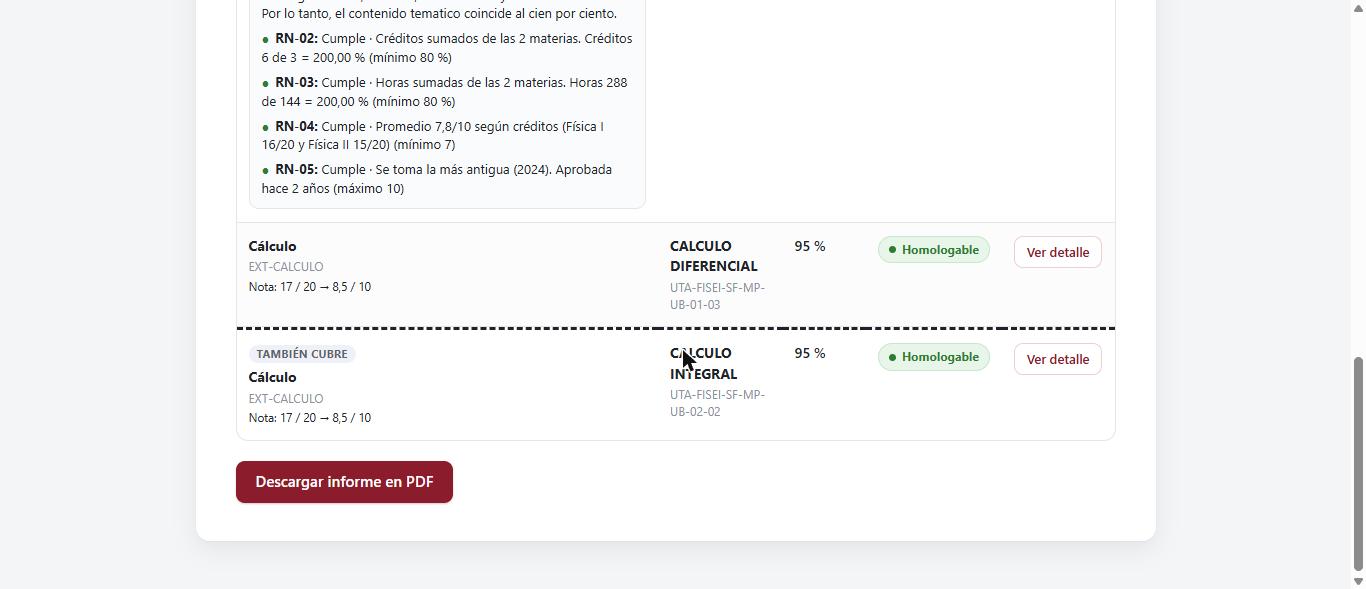 Por lo tanto, el contenido tematico coincide al cien por ciento.
● RN-02: Cumple · Créditos sumados de las 2 materias. Créditos
6 de 3 = 200,00 % (mínimo 80 %)
● RN-03: Cumple · Horas sumadas de las 2 materias. Horas 288
de 144 = 200,00 % (mínimo 80 %)
● RN-04: Cumple · Promedio 7,8/10 según créditos (Física I
16/20 y Física II 15/20) (mínimo 7)
● RN-05: Cumple · Se toma la más antigua (2024). Aprobada
hace 2 años (máximo 10)
Cálculo
EXT-CALCULO
Nota: 17 / 20 → 8,5 / 10
CALCULO
DIFERENCIAL
UTA-FISEI-SF-MP-
UB-01-03
95 %
● Homologable
Ver detalle
TAMBIÉN CUBRE
Cálculo
EXT-CALCULO
Nota: 17 / 20 → 8,5 / 10
CALCULO
INTEGRAL
UTA-FISEI-SF-MP-
UB-02-02
95 %
● Homologable
Ver detalle
Descargar informe en PDF